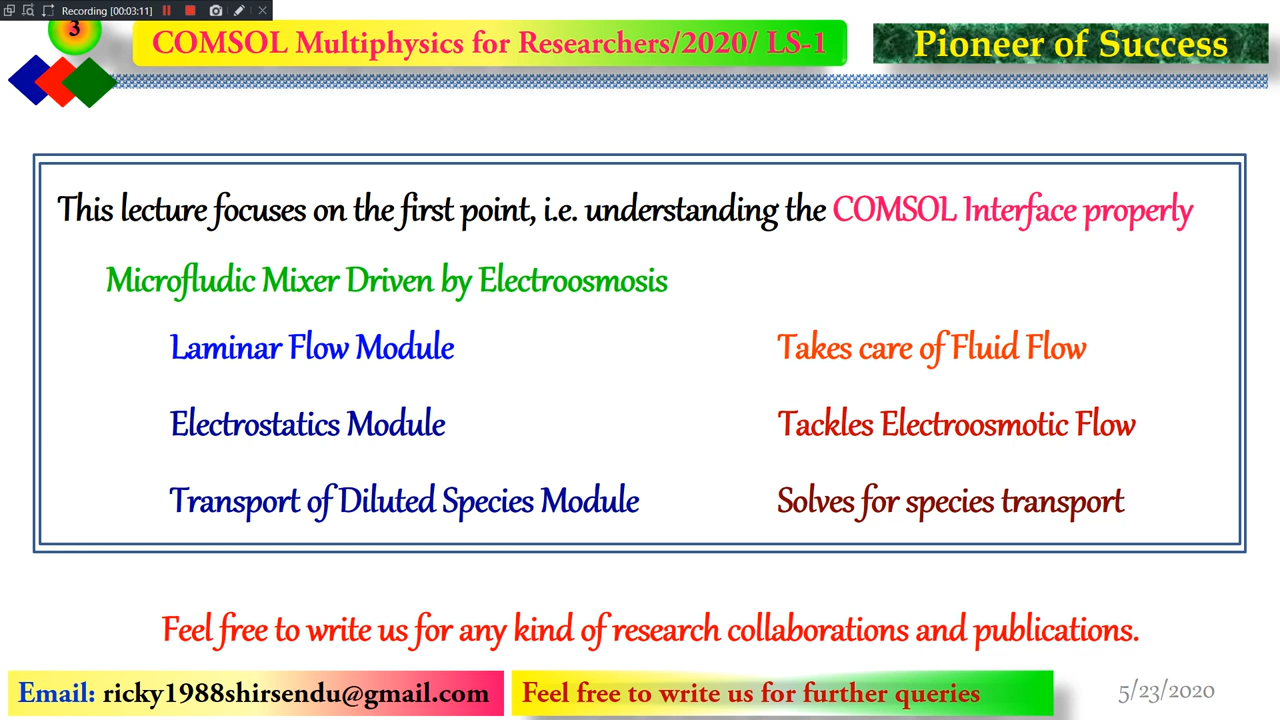 Recording [00:03:11]
3
COMSOL Multiphysics for Researchers/2020/ LS-1
Pioneer of Success
This lecture focuses on the first point, i.e. understanding the COMSOL Interface properly
Microfludic Mixer Driven by Electroosmosis
Laminar Flow Module
Takes care of Fluid Flow
Electrostatics Module
Tackles Electroosmotic Flow
Transport of Diluted Species Module
Solves for species transport
Feel free to write us for any kind of research collaborations and publications.
Email: ricky1988shirsendu@gmail.com
Feel free to write us for further queries
5/23/2020